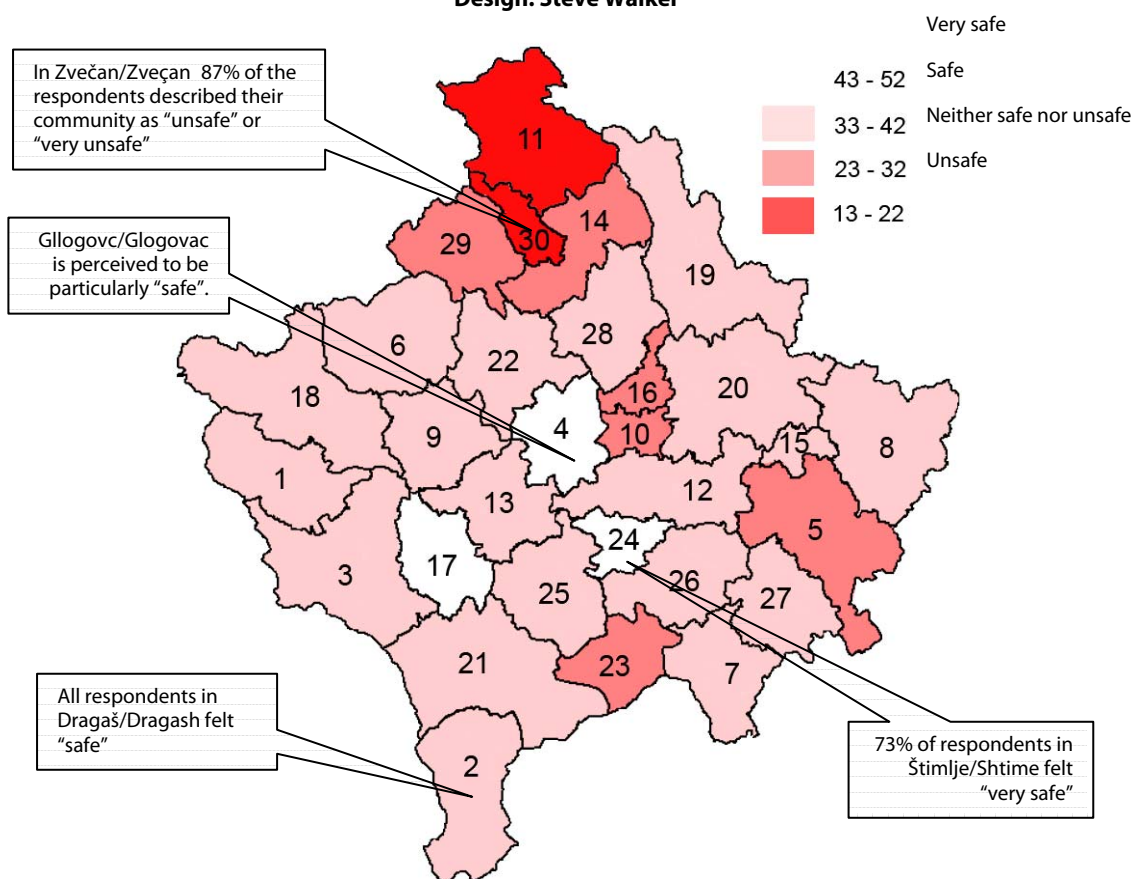 Design: Steve Walker
Very safe
43 - 52 Safe
33 - 42 Neither safe nor unsafe
23 - 32 Unsafe
13 - 22
In Zvečan/Zveçan 87% of the
respondents described their
community as “unsafe” or
“very unsafe”
Gllogovc/Glogovac
is perceived to be
particularly “safe”.
All respondents in
Dragaš/Dragash felt
“safe”
73% of respondents in
Štimlje/Shtime felt
“very safe”
11
14
30
29
19
28
6
22
16
20
18
4
10
9
15
8
1
12
13
5
24
17
3
26
25
27
21
23
7
2